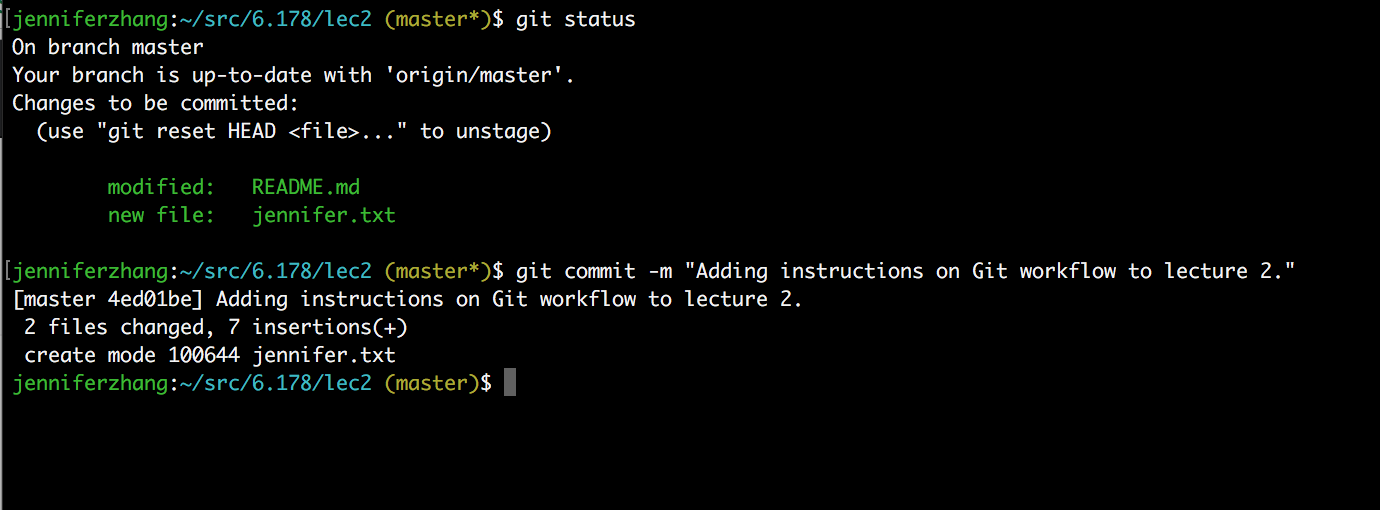 [jenniferzhang:~/src/6.178/lec2 (master*)$ git status
On branch master
Your branch is up-to-date with 'origin/master'.
Changes to be committed:
  (use "git reset HEAD <file>..." to unstage)
        modified:   README.md
        new file:   jennifer.txt
[jenniferzhang:~/src/6.178/lec2 (master*)$ git commit -m "Adding instructions on Git workflow to lecture 2."
[master 4ed01be] Adding instructions on Git workflow to lecture 2.
 2 files changed, 7 insertions(+)
 create mode 100644 jennifer.txt
jenniferzhang:~/src/6.178/lec2 (master)$